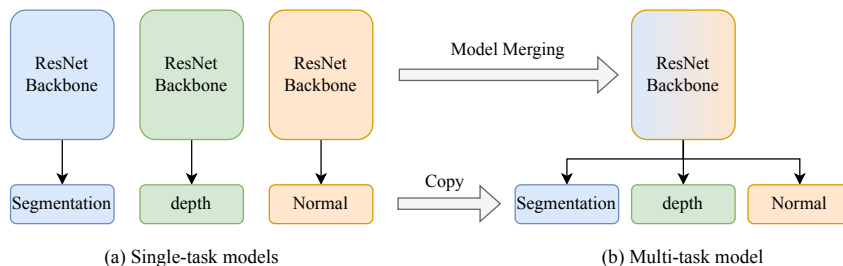 ResNet
Backbone
ResNet
Backbone
ResNet
Backbone
Model Merging
ResNet
Backbone
Segmentation
depth
Normal
Copy
Segmentation
depth
Normal
(a) Single-task models
(b) Multi-task model